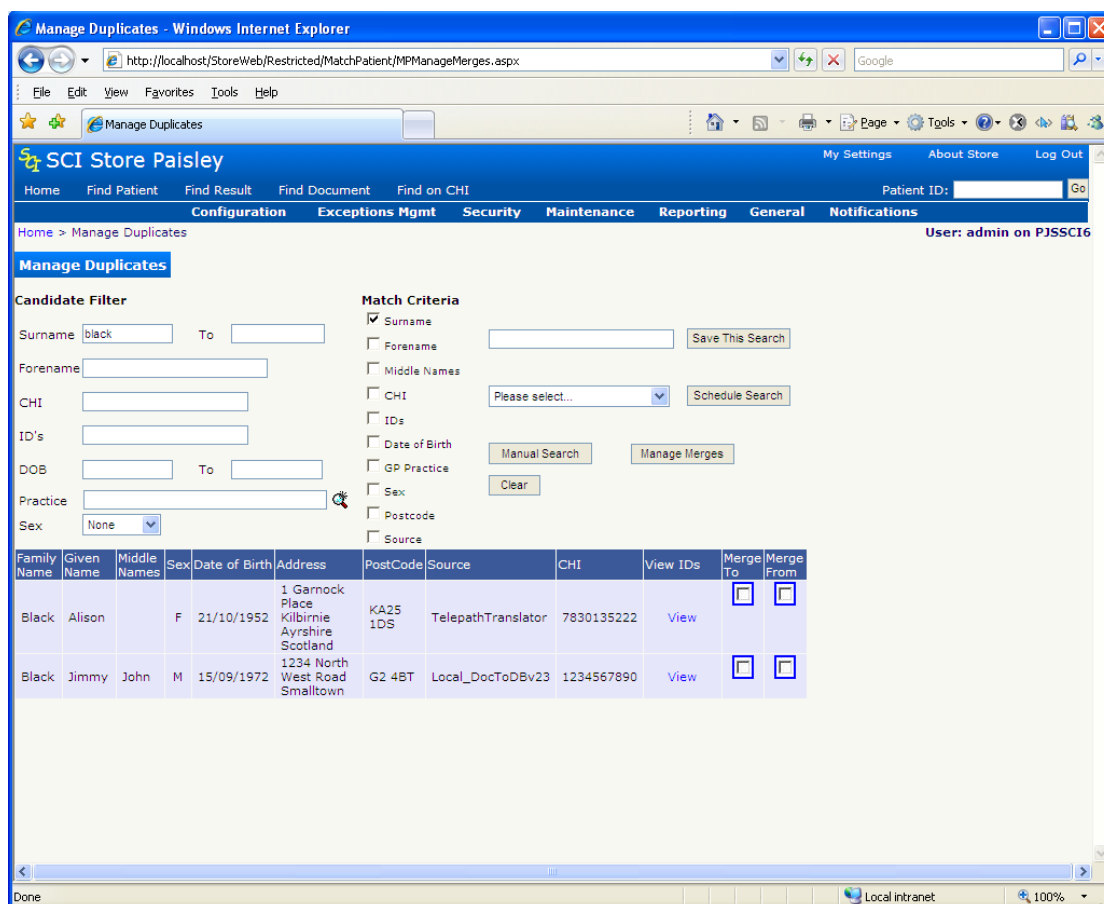 Manage Duplicates - Windows Internet Explorer
http://localhost/StoreWeb/Restricted/MatchPatient/MPManageMerges.aspx
Google
File Edit View Favorites Tools Help
Manage Duplicates
Page Tools
SCI Store Paisley
My Settings About Store Log Out
Home Find Patient Find Result Find Document Find on CHI
Patient ID: Go
Configuration Exceptions Mgmt Security Maintenance Reporting General Notifications
Home > Manage Duplicates
User: admin on PJSSCI6
Manage Duplicates
Candidate Filter
Match Criteria
Surname black To
Surname
Save This Search
Forename
Forename
Middle Names
CHI
CHI
Please select...
Schedule Search
IDs
ID's
Date of Birth
Manual Search
Manage Merges
DOB To
GP Practice
Sex
Clear
Practice
Postcode
Sex None
Source
Family Name Given Name Middle Names Sex Date of Birth Address PostCode Source CHI View IDs Merge To Merge From
Black Alison F 21/10/1952 1 Garnock Place Kilbirnie Ayrshire Scotland KA25 1DS TelepathTranslator 7830135222 View
Black Jimmy John M 15/09/1972 1234 North West Road Smalltown G2 4BT Local_DocToDBv23 1234567890 View
Done
Local intranet
100%